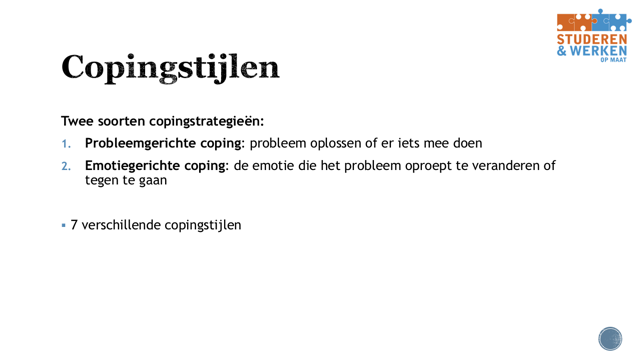 STUDEREN
& WERKEN
OP MAAT
Copingstijlen
Twee soorten copingstrategieën:
1. Probleemgerichte coping: probleem oplossen of er iets mee doen
2. Emotiegerichte coping: de emotie die het probleem oproept te veranderen of
tegen te gaan
▪ 7 verschillende copingstijlen